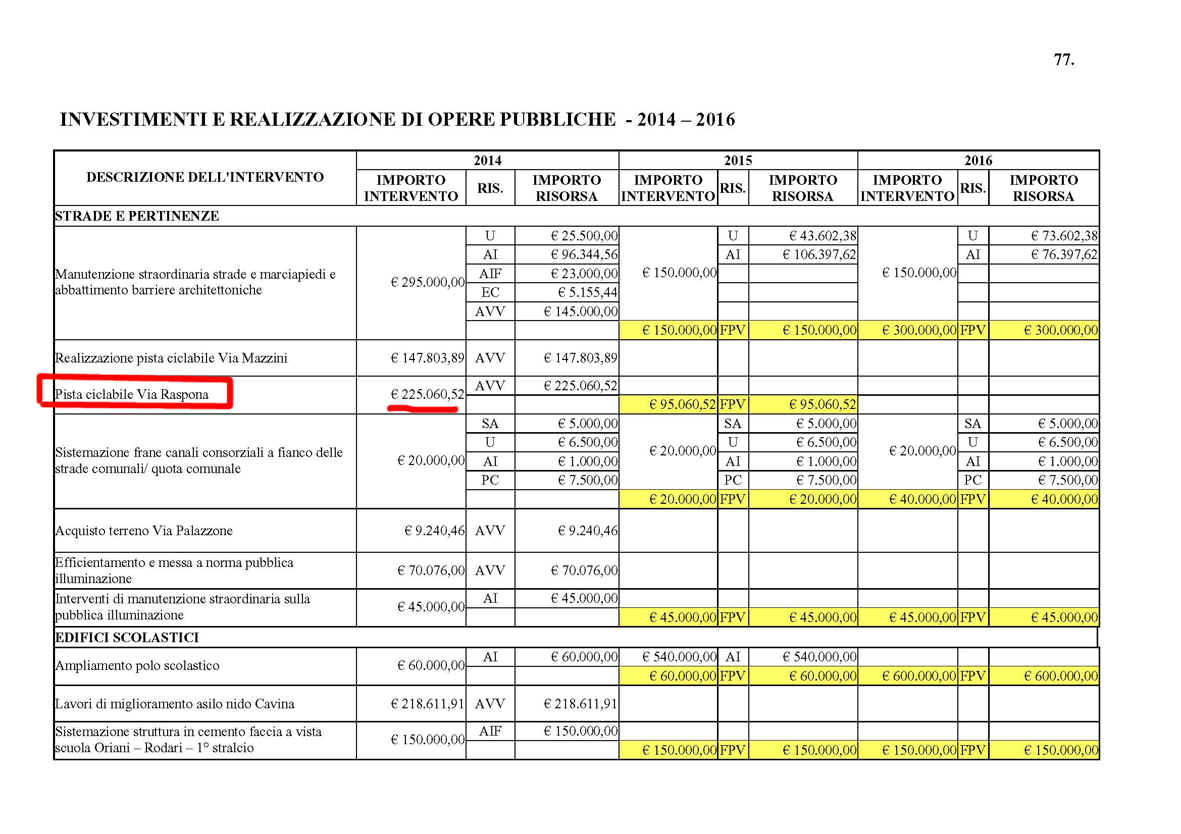 77.
INVESTIMENTI E REALIZZAZIONE DI OPERE PUBBLICHE - 2014 – 2016
DESCRIZIONE DELL'INTERVENTO 2014 2015 2016
IMPORTO INTERVENTO RIS. IMPORTO RISORSA IMPORTO INTERVENTO RIS. IMPORTO RISORSA IMPORTO INTERVENTO RIS. IMPORTO RISORSA
STRADE E PERTINENZE
Manutenzione straordinaria strade e marciapiedi e
abbattimento barriere architettoniche
€ 295.000,00 € 150.000,00 € 150.000,00
U € 25.500,00 U € 43.602,38 U € 73.602,38
AI € 96.344,56 AI € 106.397,62 AI € 76.397,62
AIF € 23.000,00
EC € 5.155,44
AVV € 145.000,00
€ 150.000,00 FPV € 150.000,00 € 300.000,00 FPV € 300.000,00
Realizzazione pista ciclabile Via Mazzini € 147.803,89 AVV € 147.803,89
Pista ciclabile Via Raspona € 225.060,52 AVV € 225.060,52
€ 95.060,52 FPV € 95.060,52
Sistemazione frane canali consorziali a fianco delle
strade comunali/ quota comunale
€ 20.000,00 € 20.000,00 € 20.000,00
SA € 5.000,00 SA € 5.000,00 SA € 5.000,00
U € 6.500,00 U € 6.500,00 U € 6.500,00
AI € 1.000,00 AI € 1.000,00 AI € 1.000,00
PC € 7.500,00 PC € 7.500,00 PC € 7.500,00
€ 20.000,00 FPV € 20.000,00 € 40.000,00 FPV € 40.000,00
Acquisto terreno Via Palazzone € 9.240,46 AVV € 9.240,46
Efficientamento e messa a norma pubblica
illuminazione
€ 70.076,00 AVV € 70.076,00
Interventi di manutenzione straordinaria sulla
pubblica illuminazione
€ 45.000,00 AI € 45.000,00
€ 45.000,00 FPV € 45.000,00 € 45.000,00 FPV € 45.000,00
EDIFICI SCOLASTICI
Ampliamento polo scolastico € 60.000,00 AI € 60.000,00 € 540.000,00 AI € 540.000,00
€ 60.000,00 FPV € 60.000,00 € 600.000,00 FPV € 600.000,00
Lavori di miglioramento asilo nido Cavina € 218.611,91 AVV € 218.611,91
Sistemazione struttura in cemento faccia a vista
scuola Oriani – Rodari – 1° stralcio
€ 150.000,00 AIF € 150.000,00
€ 150.000,00 FPV € 150.000,00 € 150.000,00 FPV € 150.000,00